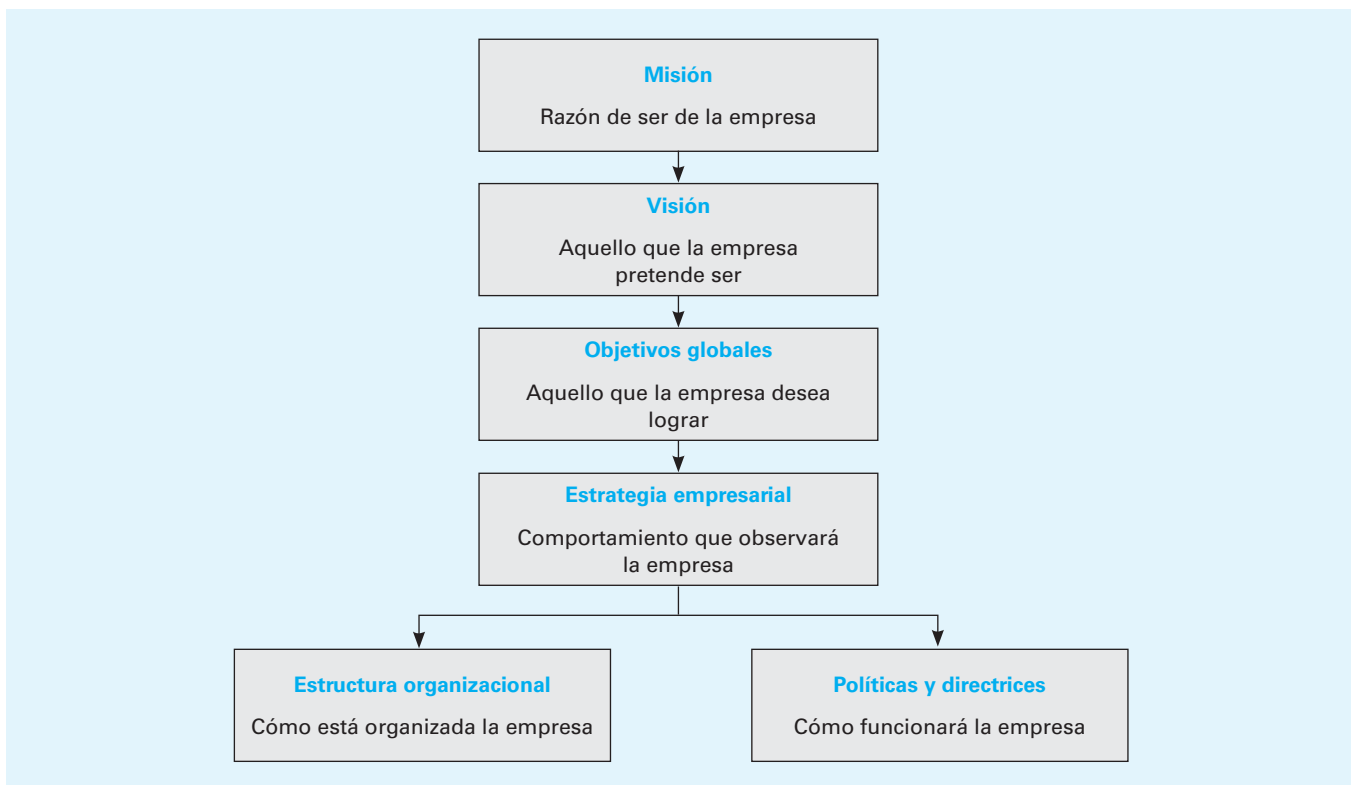 Misión
Razón de ser de la empresa
Visión
Aquello que la empresa
pretende ser
Objetivos globales
Aquello que la empresa desea
lograr
Estrategia empresarial
Comportamiento que observará
la empresa
Estructura organizacional
Cómo está organizada la empresa
Políticas y directrices
Cómo funcionará la empresa